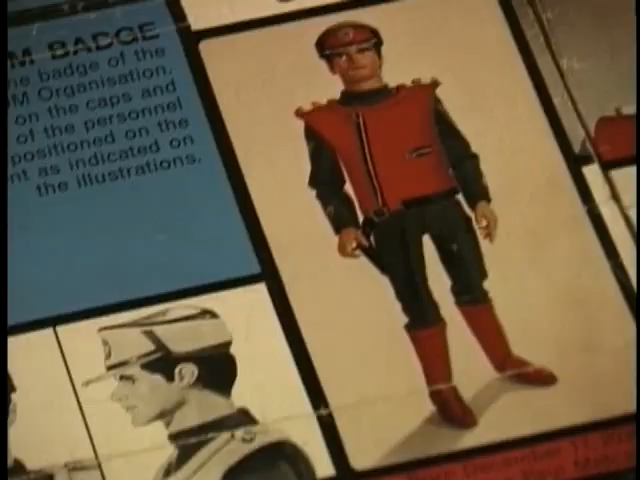 M BADGE
e badge of the
M Organisation,
on the caps and
of the personnel
positioned on the
nt as indicated on
the illustrations.